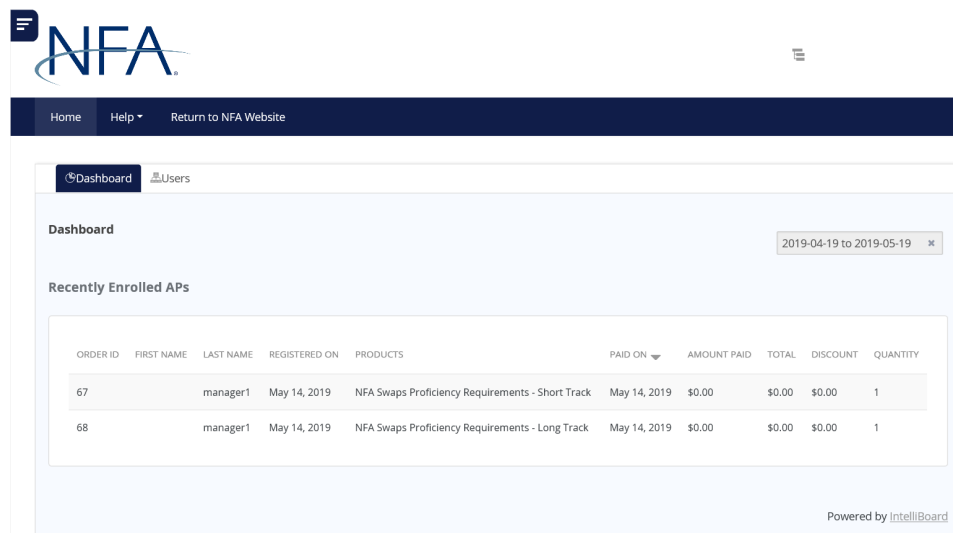 NFA®
Home Help Return to NFA Website
Dashboard Users
Dashboard
2019-04-19 to 2019-05-19 ×
Recently Enrolled APs
ORDER ID FIRST NAME LAST NAME REGISTERED ON PRODUCTS PAID ON AMOUNT PAID TOTAL DISCOUNT QUANTITY
67 manager1 May 14, 2019 NFA Swaps Proficiency Requirements - Short Track May 14, 2019 $0.00 $0.00 $0.00 1
68 manager1 May 14, 2019 NFA Swaps Proficiency Requirements - Long Track May 14, 2019 $0.00 $0.00 $0.00 1
Powered by IntelliBoard